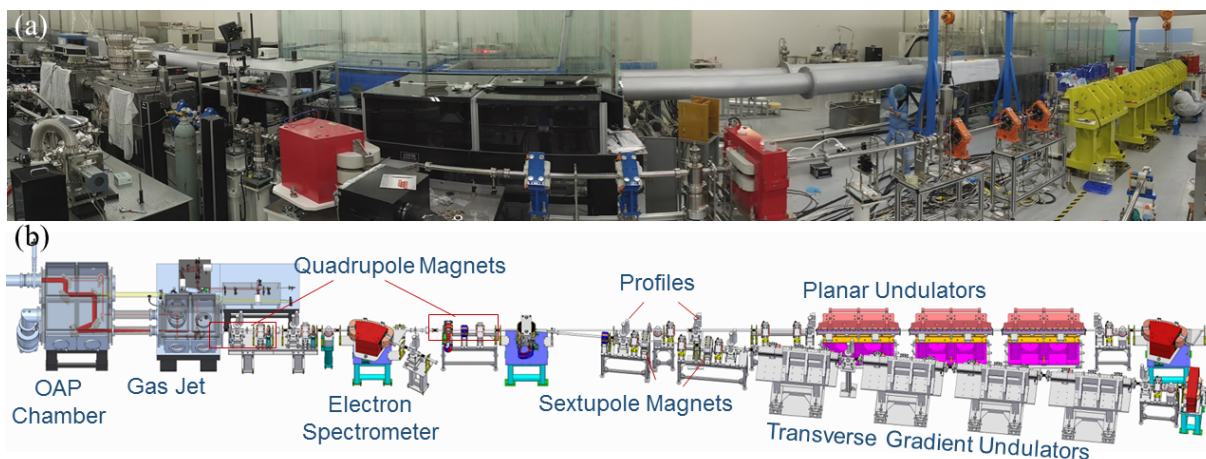 (a)
(b)
Quadrupole Magnets
Profiles
Planar Undulators
OAP
Chamber
Gas Jet
Electron
Spectrometer
Sextupole Magnets
Transverse Gradient Undulators